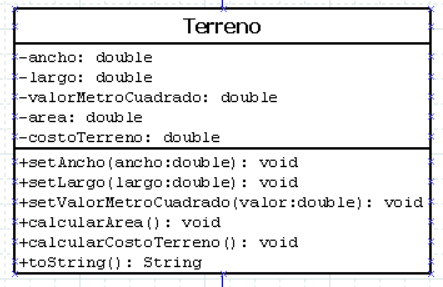 Terreno
-ancho: double
-largo: double
-valorMetroCuadrado: double
-area: double
-costoTerreno: double
+setAncho(ancho:double): void
+setLargo(largo:double): void
+setValorMetroCuadrado(valor:double): void
+calcularArea(): void
+calcularCostoTerreno(): void
+toString(): String